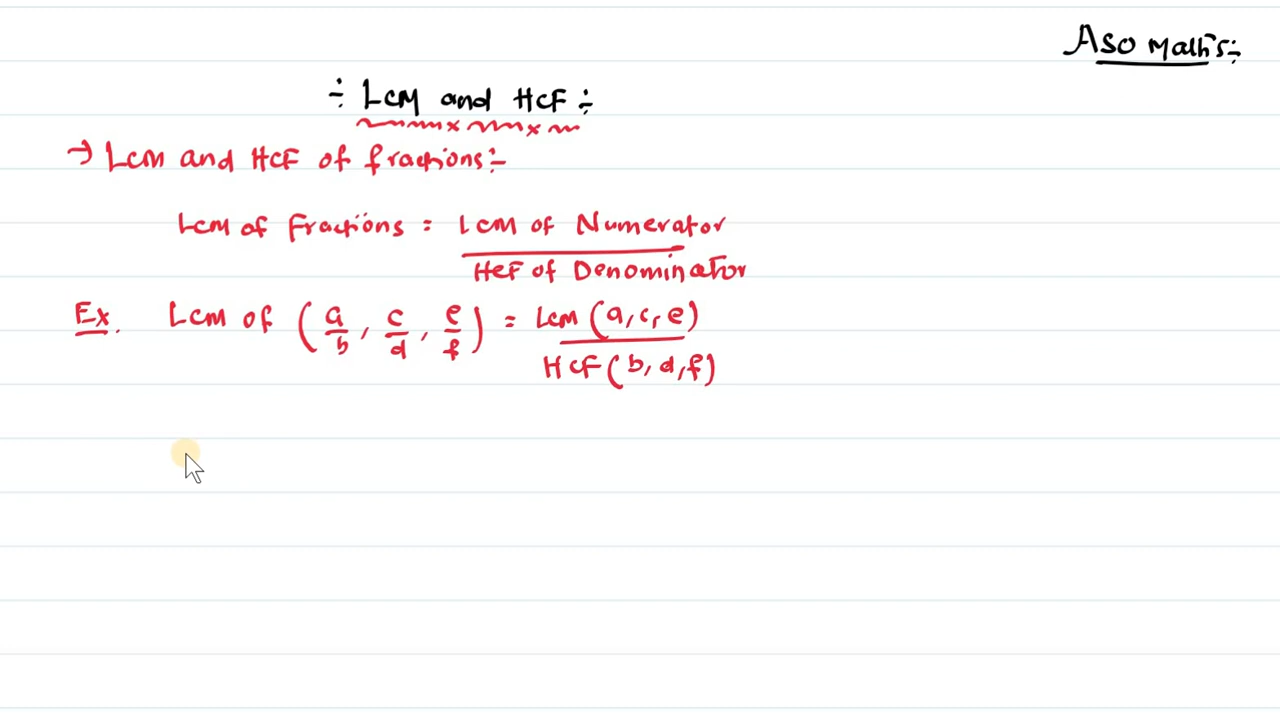 Aso Math's:-
÷ Lcm and HCF ÷
→ Lcm and HCF of fractions:-
Lcm of Fractions = Lcm of Numerator
HCF of Denominator
Ex. Lcm of (a/b, c/d, e/f) = Lcm (a, c, e)
HCF (b, d, f)